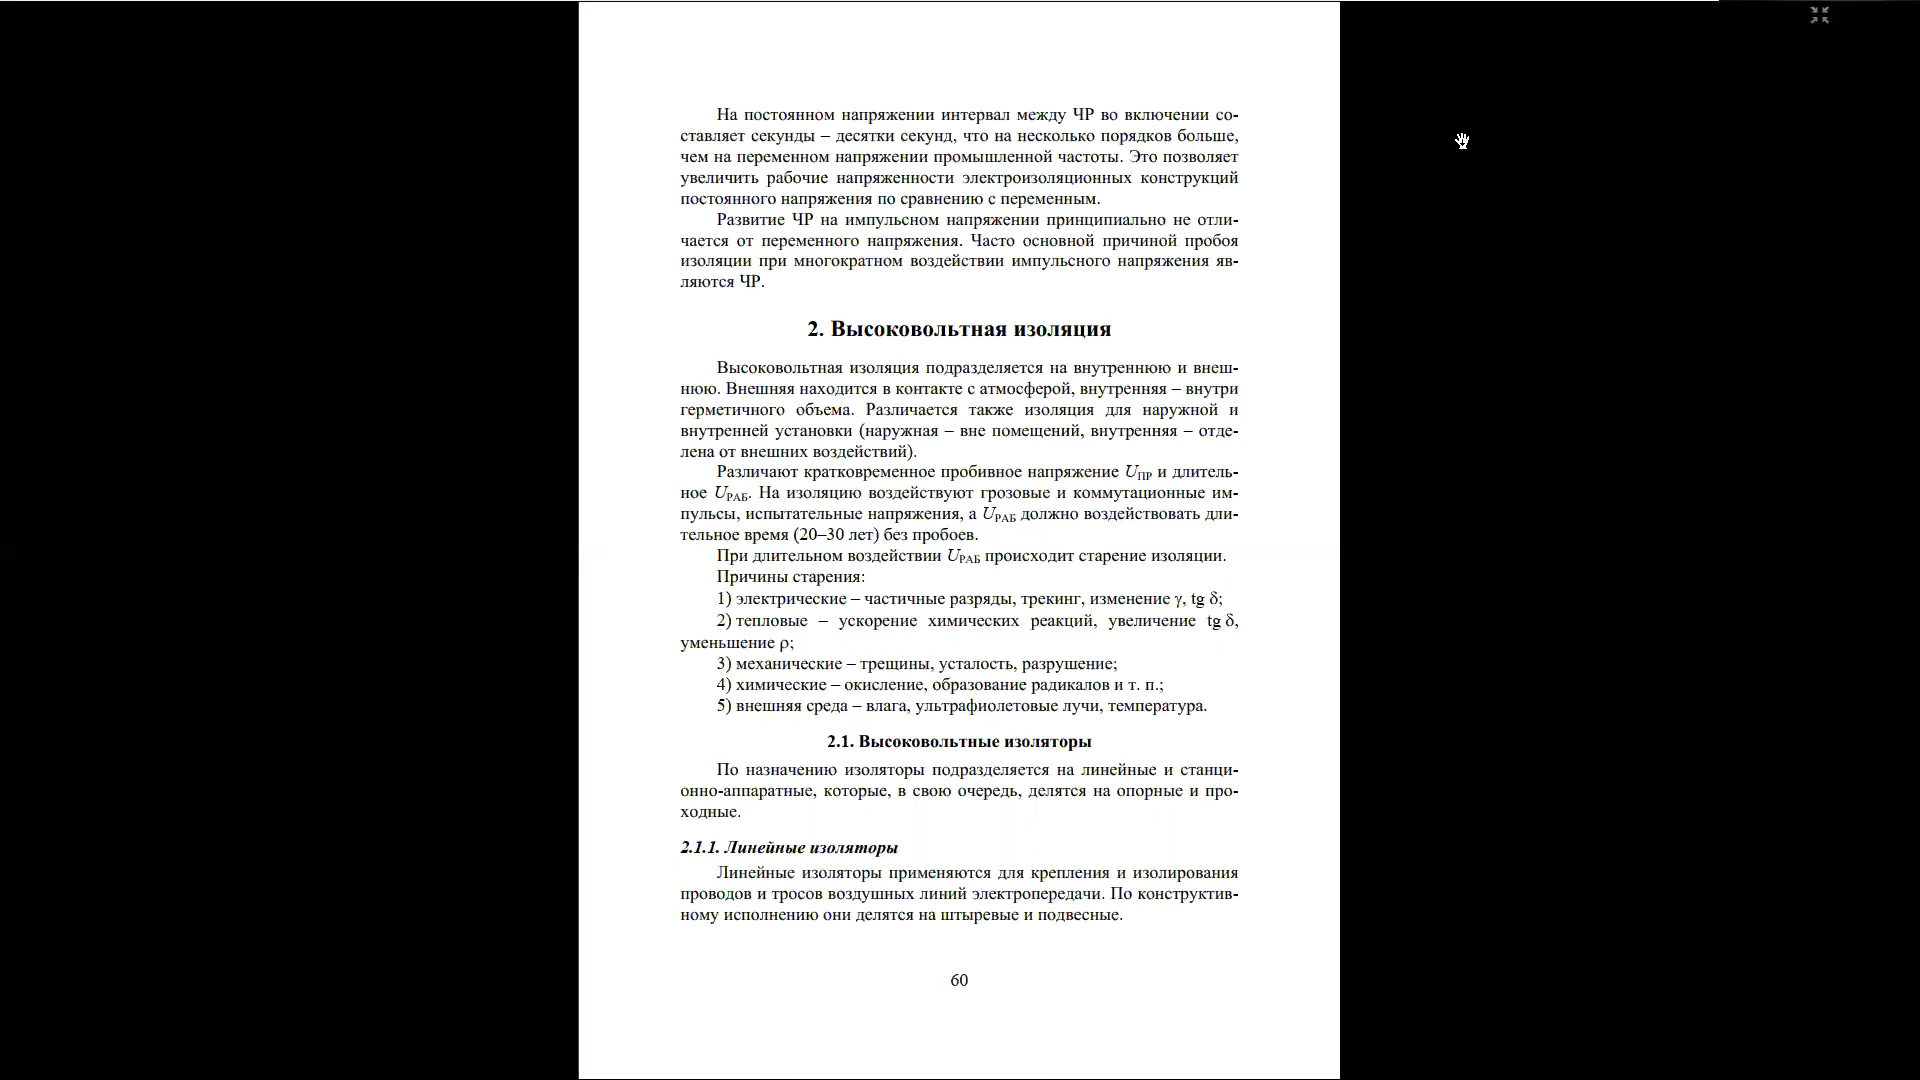 На постоянном напряжении интервал между ЧР во включении со-
ставляет секунды – десятки секунд, что на несколько порядков больше,
чем на переменном напряжении промышленной частоты. Это позволяет
увеличить рабочие напряженности электроизоляционных конструкций
постоянного напряжения по сравнению с переменным.
Развитие ЧР на импульсном напряжении принципиально не отли-
чается от переменного напряжения. Часто основной причиной пробоя
изоляции при многократном воздействии импульсного напряжения яв-
ляются ЧР.
2. Высоковольтная изоляция
Высоковольтная изоляция подразделяется на внутреннюю и внеш-
нюю. Внешняя находится в контакте с атмосферой, внутренняя – внутри
герметичного объема. Различается также изоляция для наружной и
внутренней установки (наружная – вне помещений, внутренняя – отде-
лена от внешних воздействий).
Различают кратковременное пробивное напряжение UПР и длитель-
ное UРАБ. На изоляцию воздействуют грозовые и коммутационные им-
пульсы, испытательные напряжения, а UРАБ должно воздействовать дли-
тельное время (20–30 лет) без пробоев.
При длительном воздействии UРАБ происходит старение изоляции.
Причины старения:
1) электрические – частичные разряды, трекинг, изменение γ, tg δ;
2) тепловые – ускорение химических реакций, увеличение tg δ,
уменьшение ρ;
3) механические – трещины, усталость, разрушение;
4) химические – окисление, образование радикалов и т. п.;
5) внешняя среда – влага, ультрафиолетовые лучи, температура.
2.1. Высоковольтные изоляторы
По назначению изоляторы подразделяется на линейные и станци-
онно-аппаратные, которые, в свою очередь, делятся на опорные и про-
ходные.
2.1.1. Линейные изоляторы
Линейные изоляторы применяются для крепления и изолирования
проводов и тросов воздушных линий электропередачи. По конструктив-
ному исполнению они делятся на штыревые и подвесные.
60